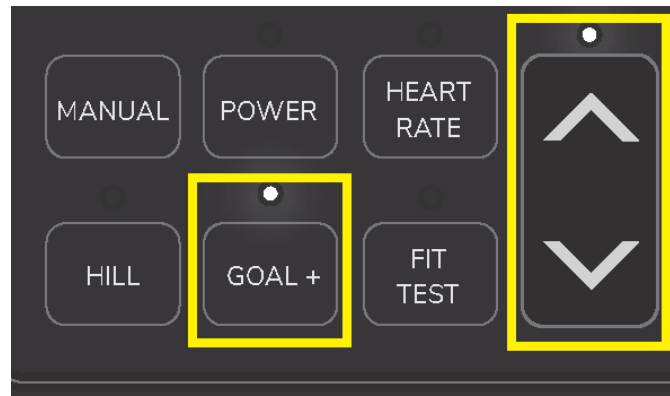 MANUAL
POWER
HEART
RATE
HILL
GOAL +
FIT
TEST